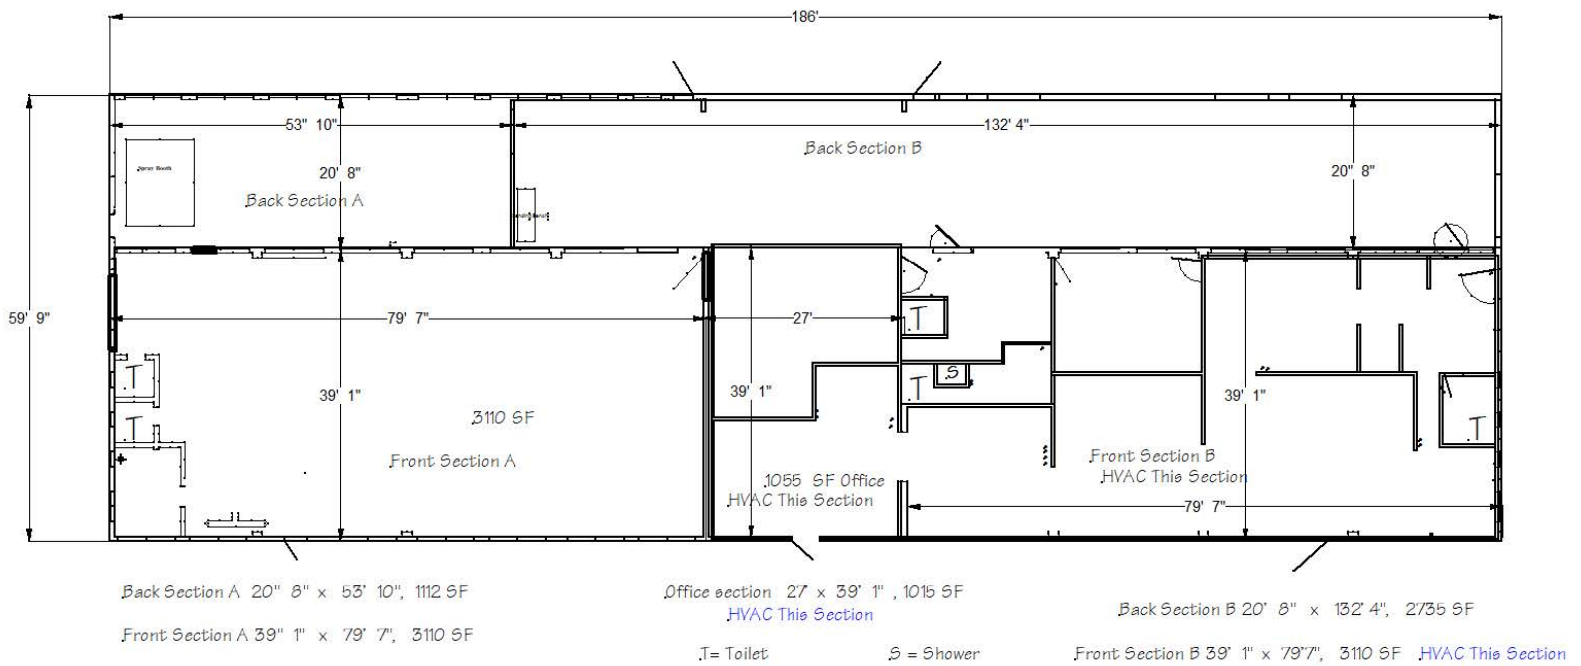 186'
53" 10"
132' 4"
Back Section B
Spray Booth
20' 8"
20" 8"
Back Section A
59' 9"
79' 7"
27'
T
S
T
T
39' 1"
39' 1"
39' 1"
3110 SF
T
T
Front Section A
Front Section B
HVAC This Section
1055 SF Office
HVAC This Section
79' 7"
Back Section A 20" 8" x 53' 10", 1112 SF
Office section 27' x 39' 1" , 1015 SF
HVAC This Section
Back Section B 20' 8" x 132' 4", 2735 SF
Front Section A 39" 1" x 79' 7", 3110 SF
T= Toilet
S = Shower
Front Section B 39' 1" x 79'7", 3110 SF HVAC This Section